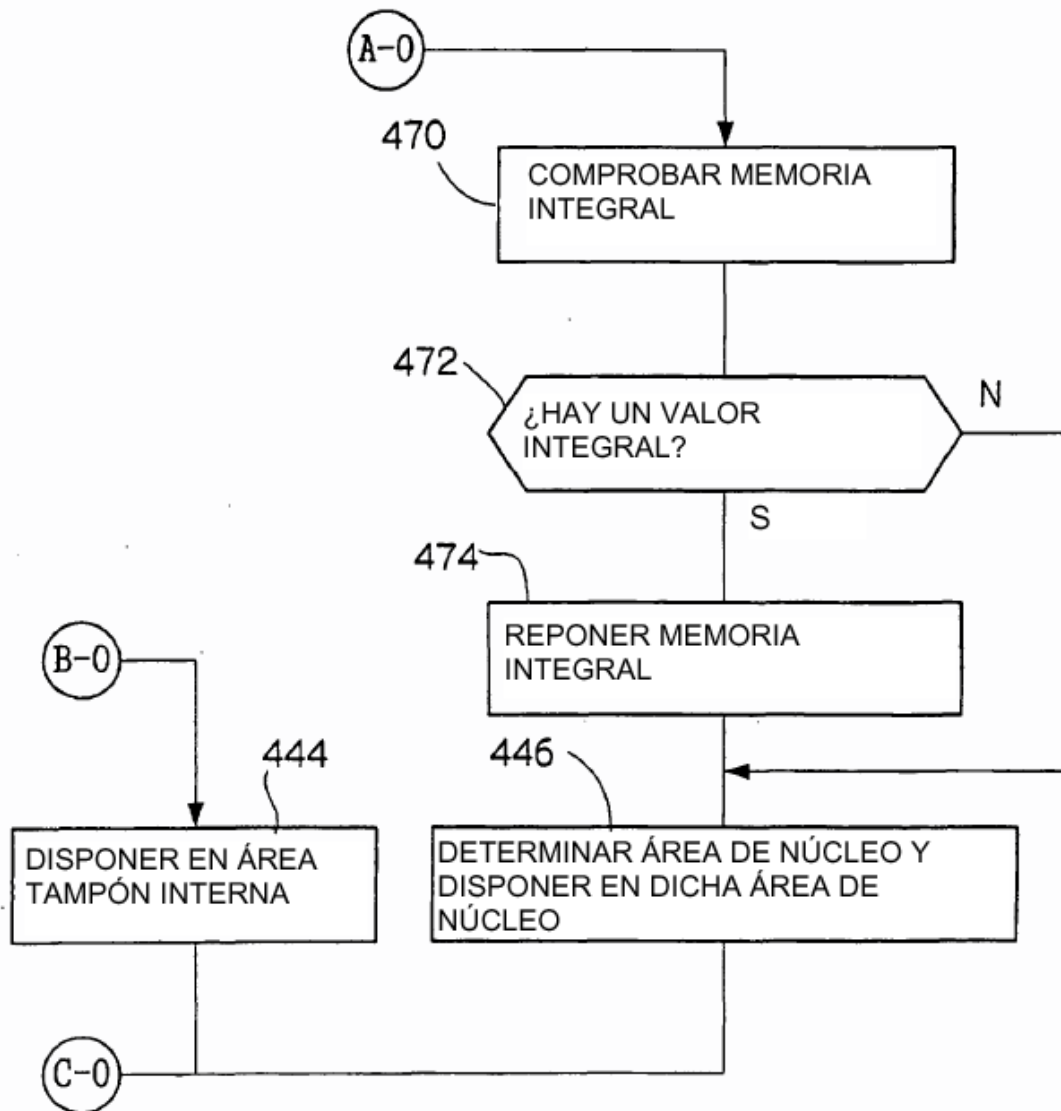 A-0
470
COMPROBAR MEMORIA
INTEGRAL
472
¿HAY UN VALOR
INTEGRAL?
N
S
474
REPONER MEMORIA
INTEGRAL
B-0
444
DISPONER EN ÁREA
TAMPÓN INTERNA
446
DETERMINAR ÁREA DE NÚCLEO Y
DISPONER EN DICHA ÁREA DE
NÚCLEO
C-0